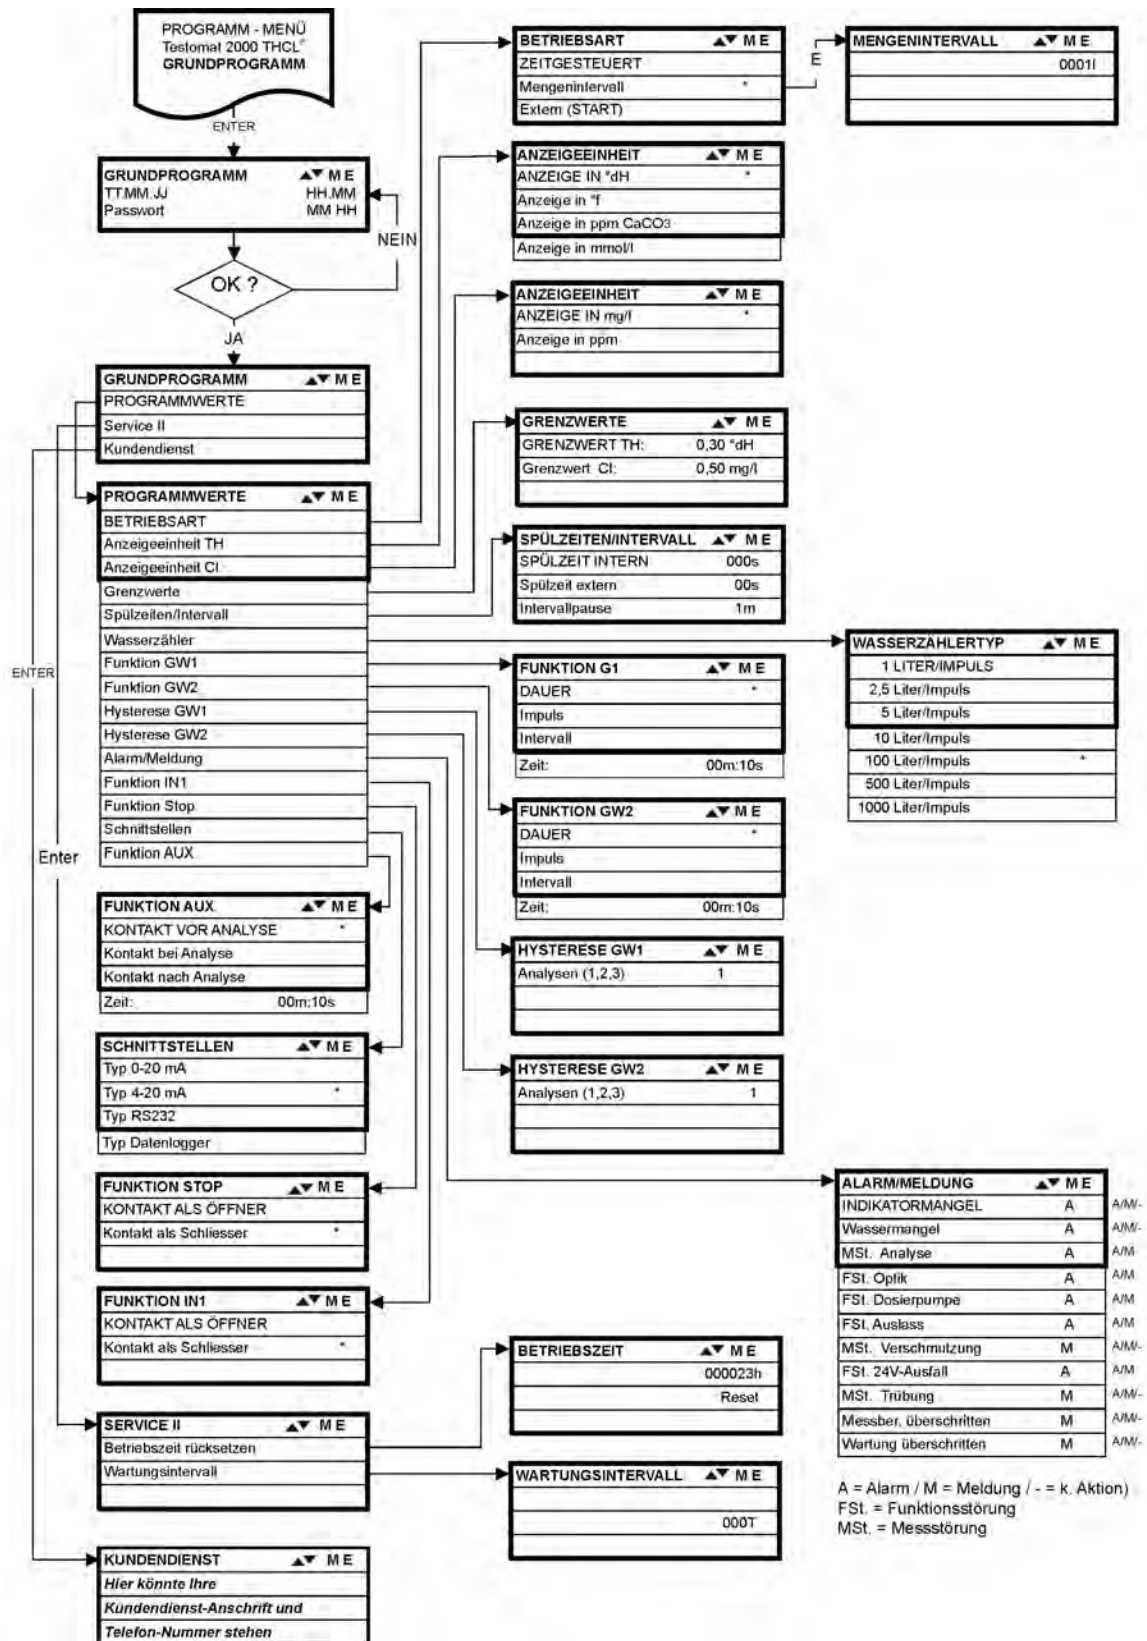 PROGRAMM - MENÜ
Testomat 2000 THCL®
GRUNDPROGRAMM
ENTER
GRUNDPROGRAMM ▲▼ M E
TT.MM.JJ HH.MM
Passwort MM HH
NEIN
OK ?
JA
GRUNDPROGRAMM ▲▼ M E
PROGRAMMWERTE
Service II
Kundendienst
PROGRAMMWERTE ▲▼ M E
BETRIEBSART
Anzeigeeinheit TH
Anzeigeeinheit Cl
Grenzwerte
Spülzeiten/Intervall
Wasserzähler
Funktion GW1
Funktion GW2
Hysterese GW1
Hysterese GW2
Alarm/Meldung
Funktion IN1
Funktion Stop
Schnittstellen
Funktion AUX
ENTER
Enter
FUNKTION AUX ▲▼ M E
KONTAKT VOR ANALYSE *
Kontakt bei Analyse
Kontakt nach Analyse
Zeit: 00m:10s
SCHNITTSTELLEN ▲▼ M E
Typ 0-20 mA
Typ 4-20 mA *
Typ RS232
Typ Datenlogger
FUNKTION STOP ▲▼ M E
KONTAKT ALS ÖFFNER
Kontakt als Schliesser *
FUNKTION IN1 ▲▼ M E
KONTAKT ALS ÖFFNER
Kontakt als Schliesser *
SERVICE II ▲▼ M E
Betriebszeit rücksetzen
Wartungsintervall
KUNDENDIENST ▲▼ M E
Hier könnte Ihre
Kundendienst-Anschrift und
Telefon-Nummer stehen
BETRIEBSART ▲▼ M E
ZEITGESTEUERT
Mengenintervall *
Extern (START)
E
MENGENINTERVALL ▲▼ M E
0001l
ANZEIGEEINHEIT ▲▼ M E
ANZEIGE IN °dH *
Anzeige in °f
Anzeige in ppm CaCO3
Anzeige in mmol/l
ANZEIGEEINHEIT ▲▼ M E
ANZEIGE IN mg/l *
Anzeige in ppm
GRENZWERTE ▲▼ M E
GRENZWERT TH: 0,30 °dH
Grenzwert Cl: 0,50 mg/l
SPÜLZEITEN/INTERVALL ▲▼ M E
SPÜLZEIT INTERN 000s
Spülzeit extern 00s
Intervallpause 1m
WASSERZÄHLERTYP ▲▼ M E
1 LITER/IMPULS
2,5 Liter/Impuls
5 Liter/Impuls
10 Liter/Impuls
100 Liter/Impuls *
500 Liter/Impuls
1000 Liter/Impuls
FUNKTION G1 ▲▼ M E
DAUER *
Impuls
Intervall
Zeit: 00m:10s
FUNKTION GW2 ▲▼ M E
DAUER *
Impuls
Intervall
Zeit: 00m:10s
HYSTERESE GW1 ▲▼ M E
Analysen (1,2,3) 1
HYSTERESE GW2 ▲▼ M E
Analysen (1,2,3) 1
ALARM/MELDUNG ▲▼ M E
INDIKATORMANGEL A A/M/-
Wassermangel A A/M/-
MSt. Analyse A A/M
FSt. Optik A A/M
FSt. Dosierpumpe A A/M
FSt. Auslass A A/M
MSt. Verschmutzung M A/M/-
FSt. 24V-Ausfall A A/M
MSt. Trübung M A/M/-
Messber. überschritten M A/M/-
Wartung überschritten M A/M/-
A = Alarm / M = Meldung / - = k. Aktion)
FSt. = Funktionsstörung
MSt. = Messstörung
BETRIEBSZEIT ▲▼ M E
000023h
Reset
WARTUNGSINTERVALL ▲▼ M E
000T